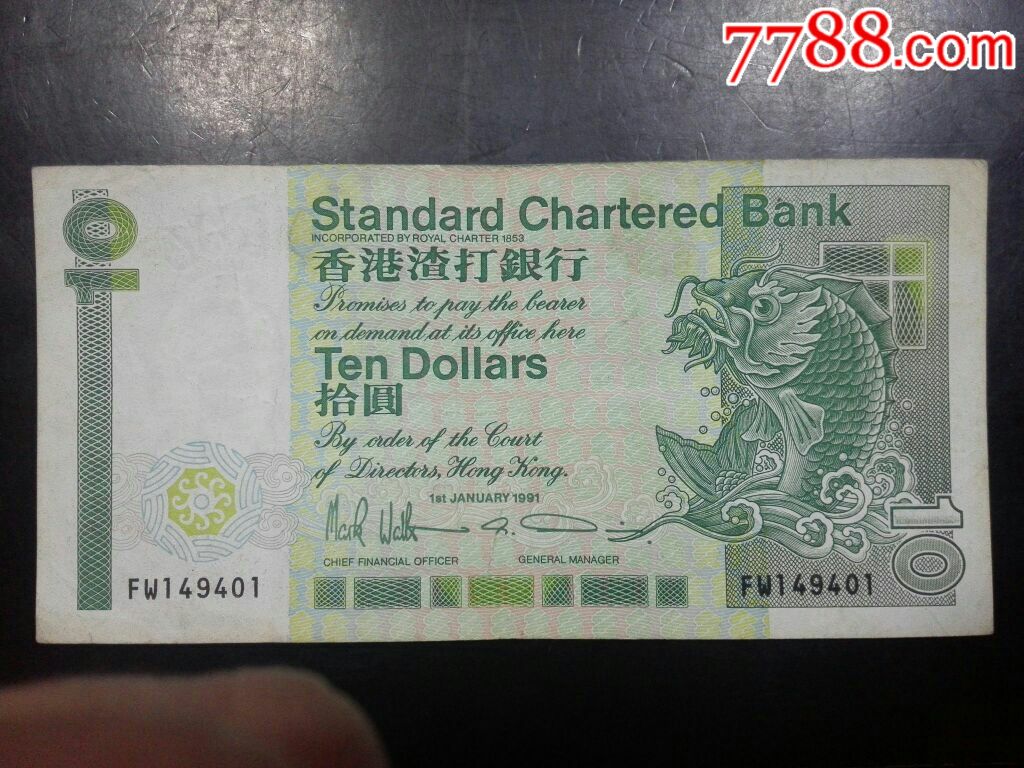 7788.com
10
Standard Chartered Bank
INCORPORATED BY ROYAL CHARTER 1853
香港渣打銀行
Promises to pay the bearer
on demand at its office here
Ten Dollars
拾圓
By order of the Court
of Directors, Hong Kong.
1st JANUARY 1991
CHIEF FINANCIAL OFFICER GENERAL MANAGER
FW149401 FW149401
10